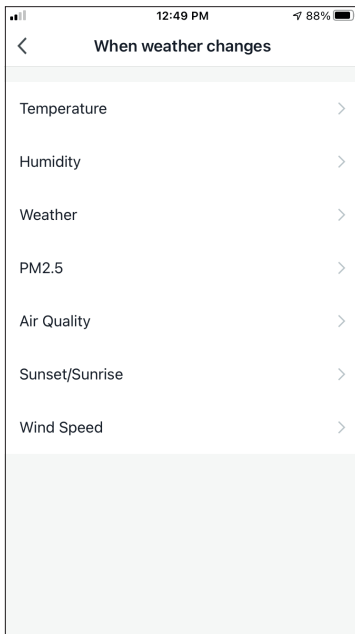 12:49 PM 88%
When weather changes
Temperature
Humidity
Weather
PM2.5
Air Quality
Sunset/Sunrise
Wind Speed